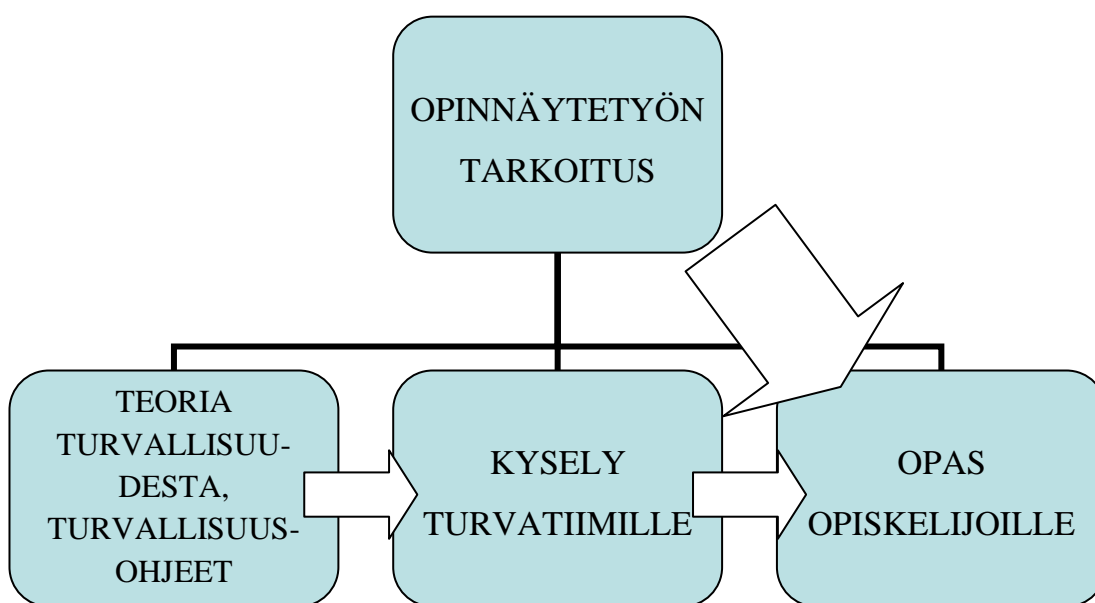 OPINNÄYTETYÖN
TARKOITUS
TEORIA
TURVALLISUU-
DESTA,
TURVALLISUUS-
OHJEET
KYSELY
TURVATIIMILLE
OPAS
OPISKELIJOILLE